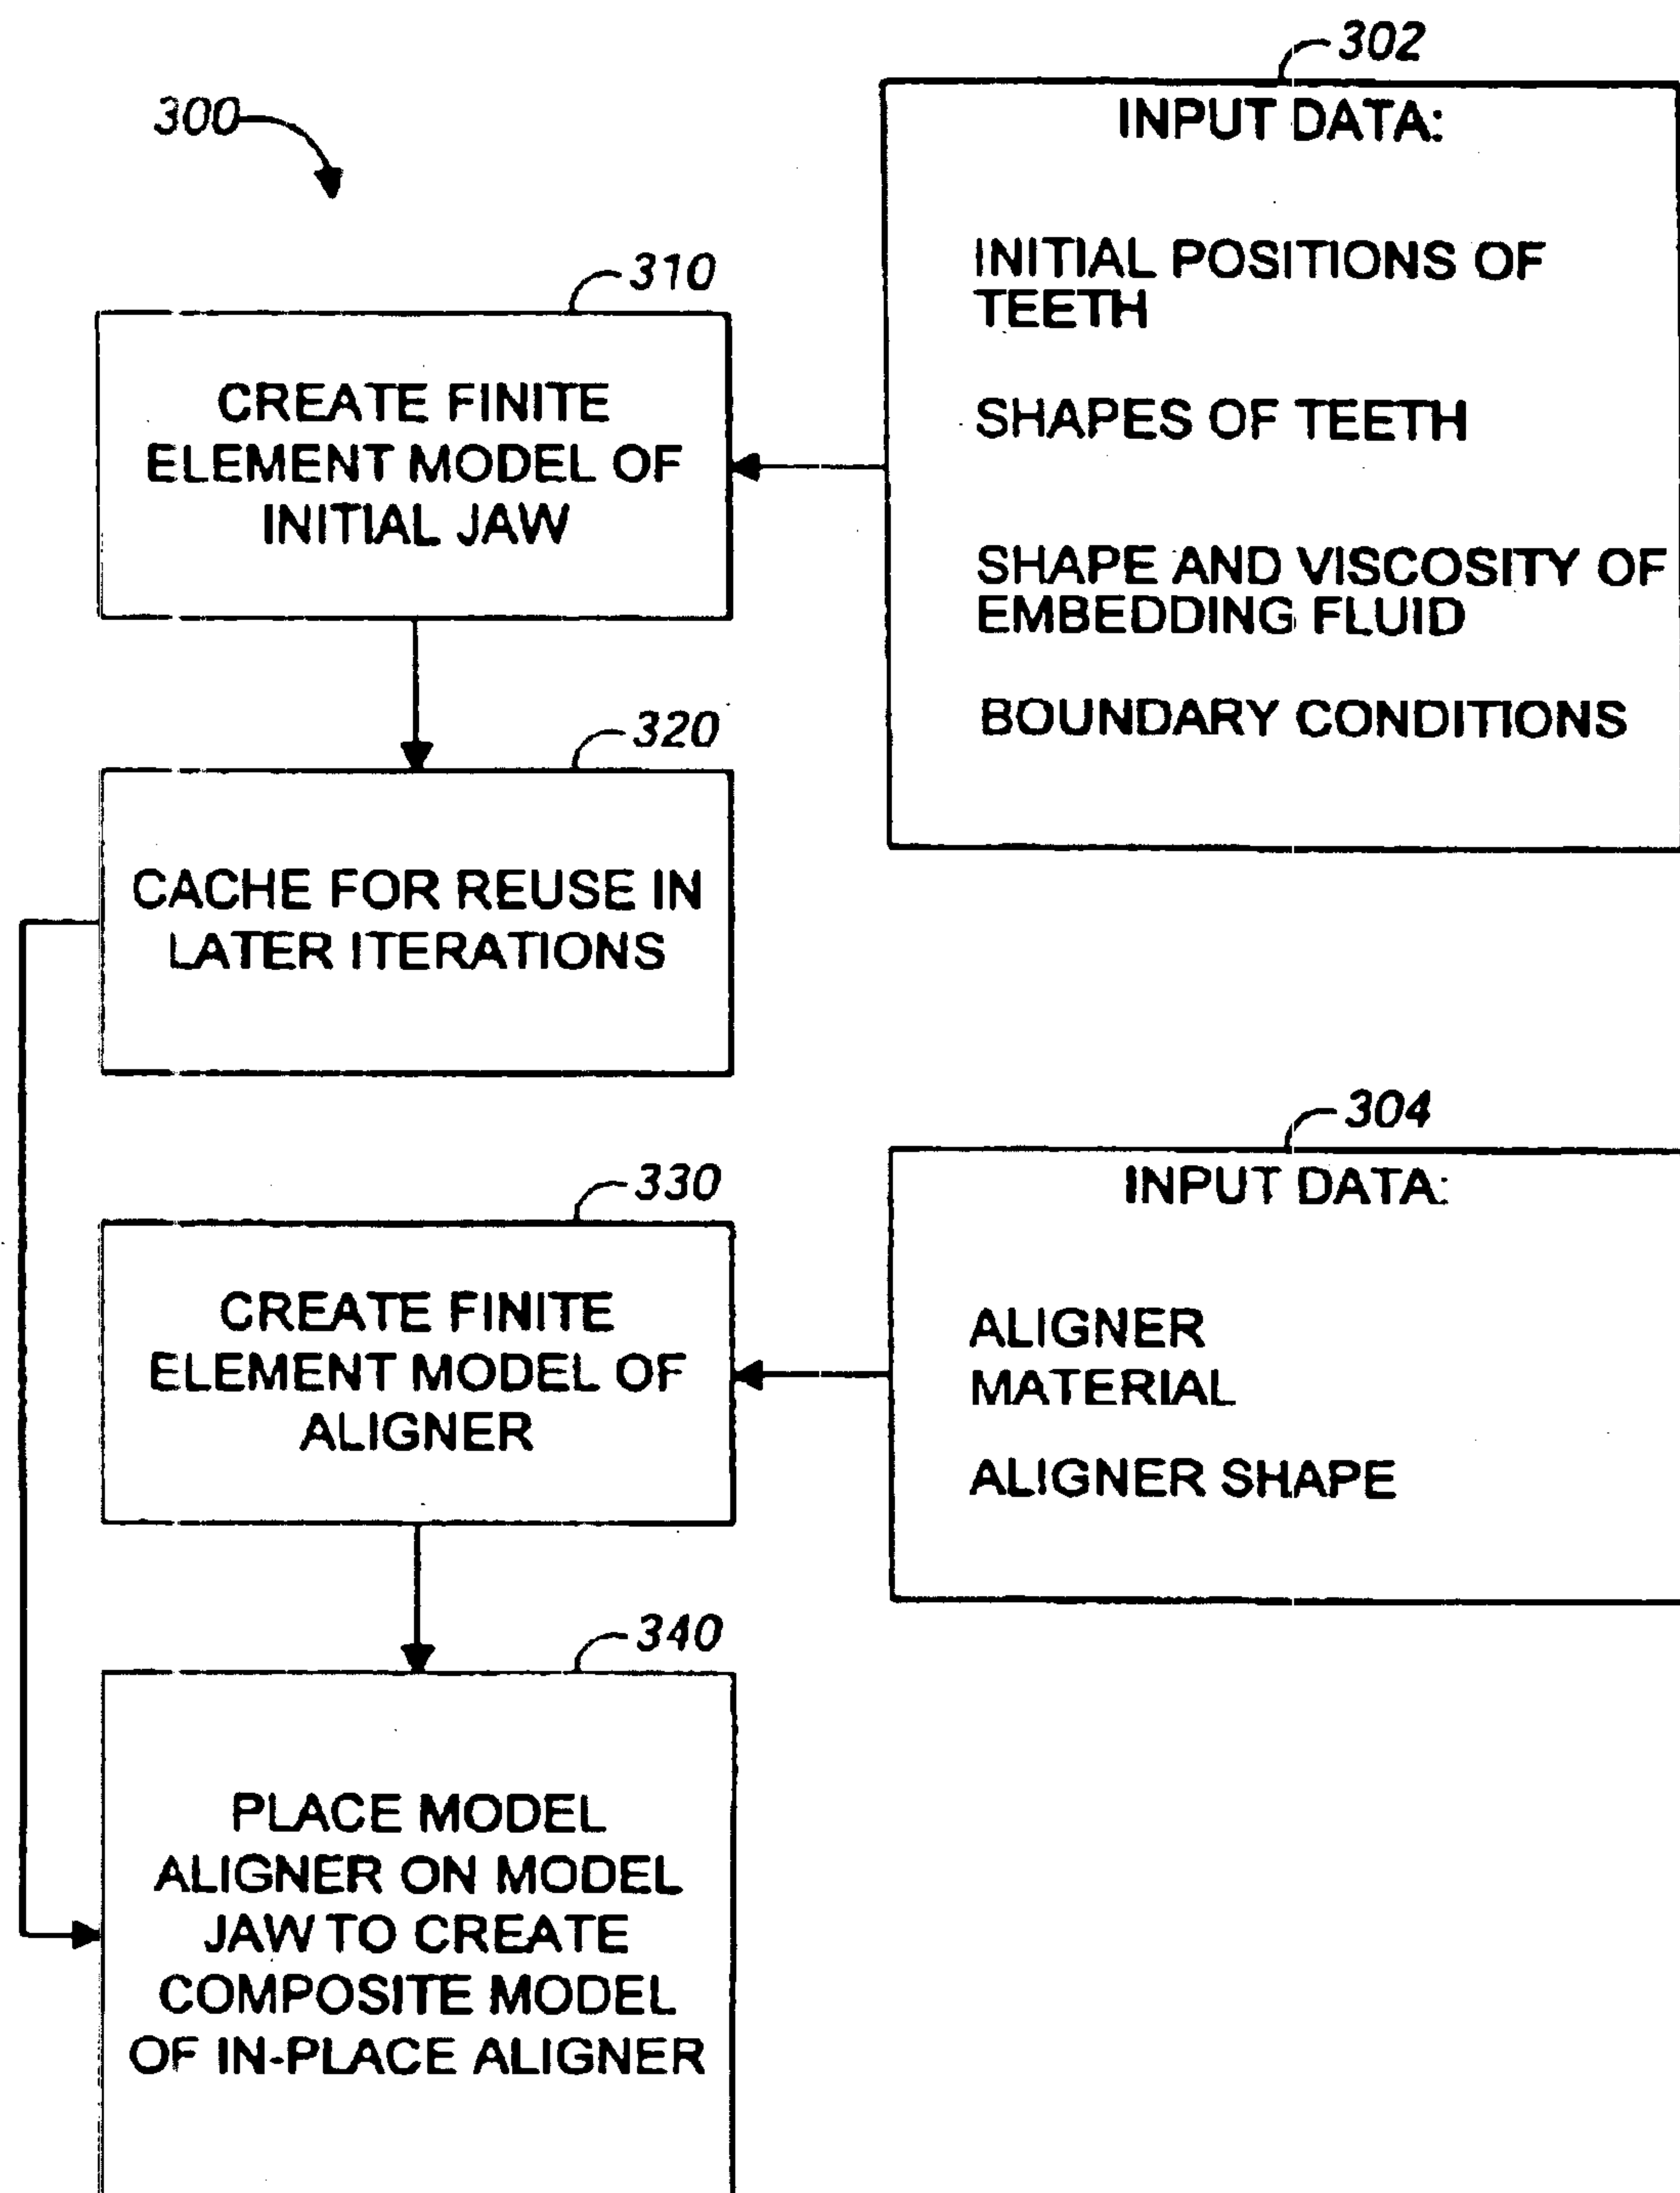 300
302
INPUT DATA:
INITIAL POSITIONS OF
TEETH
SHAPES OF TEETH
SHAPE AND VISCOSITY OF
EMBEDDING FLUID
BOUNDARY CONDITIONS
310
CREATE FINITE
ELEMENT MODEL OF
INITIAL JAW
320
CACHE FOR REUSE IN
LATER ITERATIONS
304
INPUT DATA:
ALIGNER
MATERIAL
ALIGNER SHAPE
330
CREATE FINITE
ELEMENT MODEL OF
ALIGNER
340
PLACE MODEL
ALIGNER ON MODEL
JAW TO CREATE
COMPOSITE MODEL
OF IN-PLACE ALIGNER